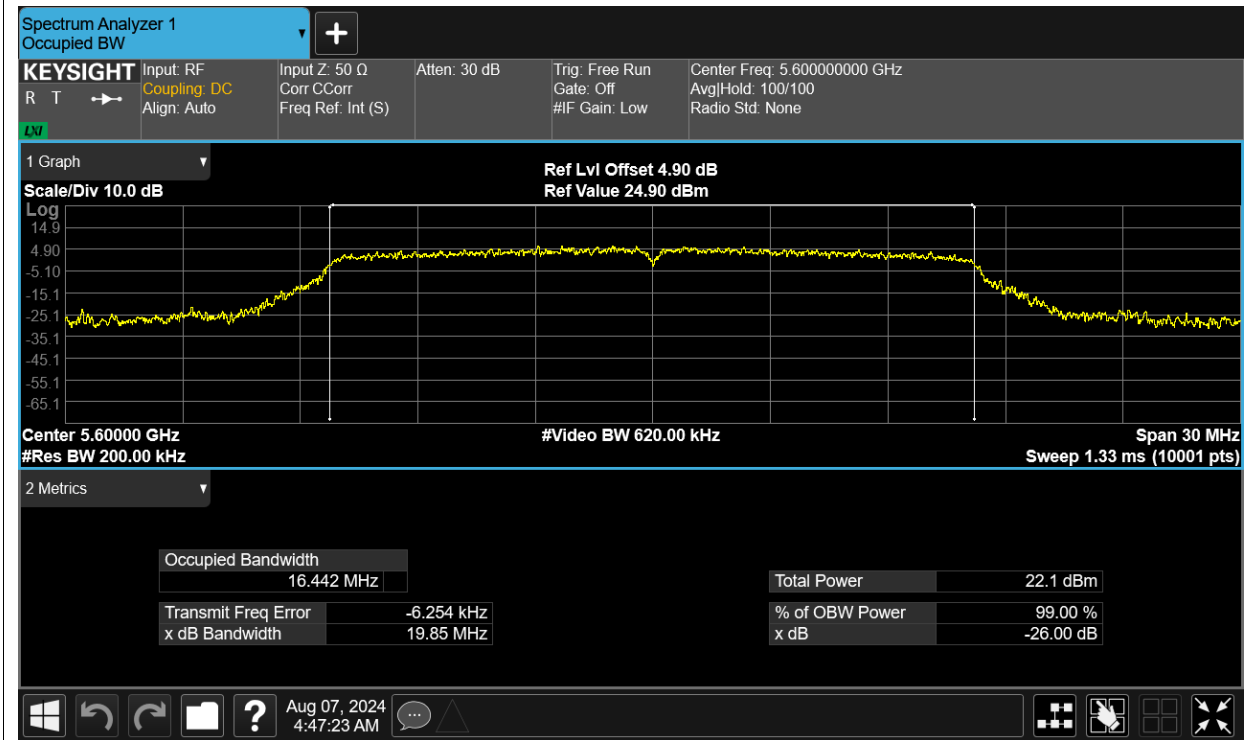 Spectrum Analyzer 1
Occupied BW
KEYSIGHT
R T
LXI
Input: RF
Coupling: DC
Align: Auto
Input Z: 50 Ω
Corr CCorr
Freq Ref: Int (S)
Atten: 30 dB
Trig: Free Run
Gate: Off
#IF Gain: Low
Center Freq: 5.600000000 GHz
Avg|Hold: 100/100
Radio Std: None
1 Graph
Scale/Div 10.0 dB
Ref Lvl Offset 4.90 dB
Ref Value 24.90 dBm
Log
14.9
4.90
-5.10
-15.1
-25.1
-35.1
-45.1
-55.1
-65.1
Center 5.60000 GHz
#Video BW 620.00 kHz
Span 30 MHz
#Res BW 200.00 kHz
Sweep 1.33 ms (10001 pts)
2 Metrics
Occupied Bandwidth
16.442 MHz
Total Power 22.1 dBm
Transmit Freq Error -6.254 kHz
% of OBW Power 99.00 %
x dB Bandwidth 19.85 MHz
x dB -26.00 dB
?
Aug 07, 2024
4:47:23 AM